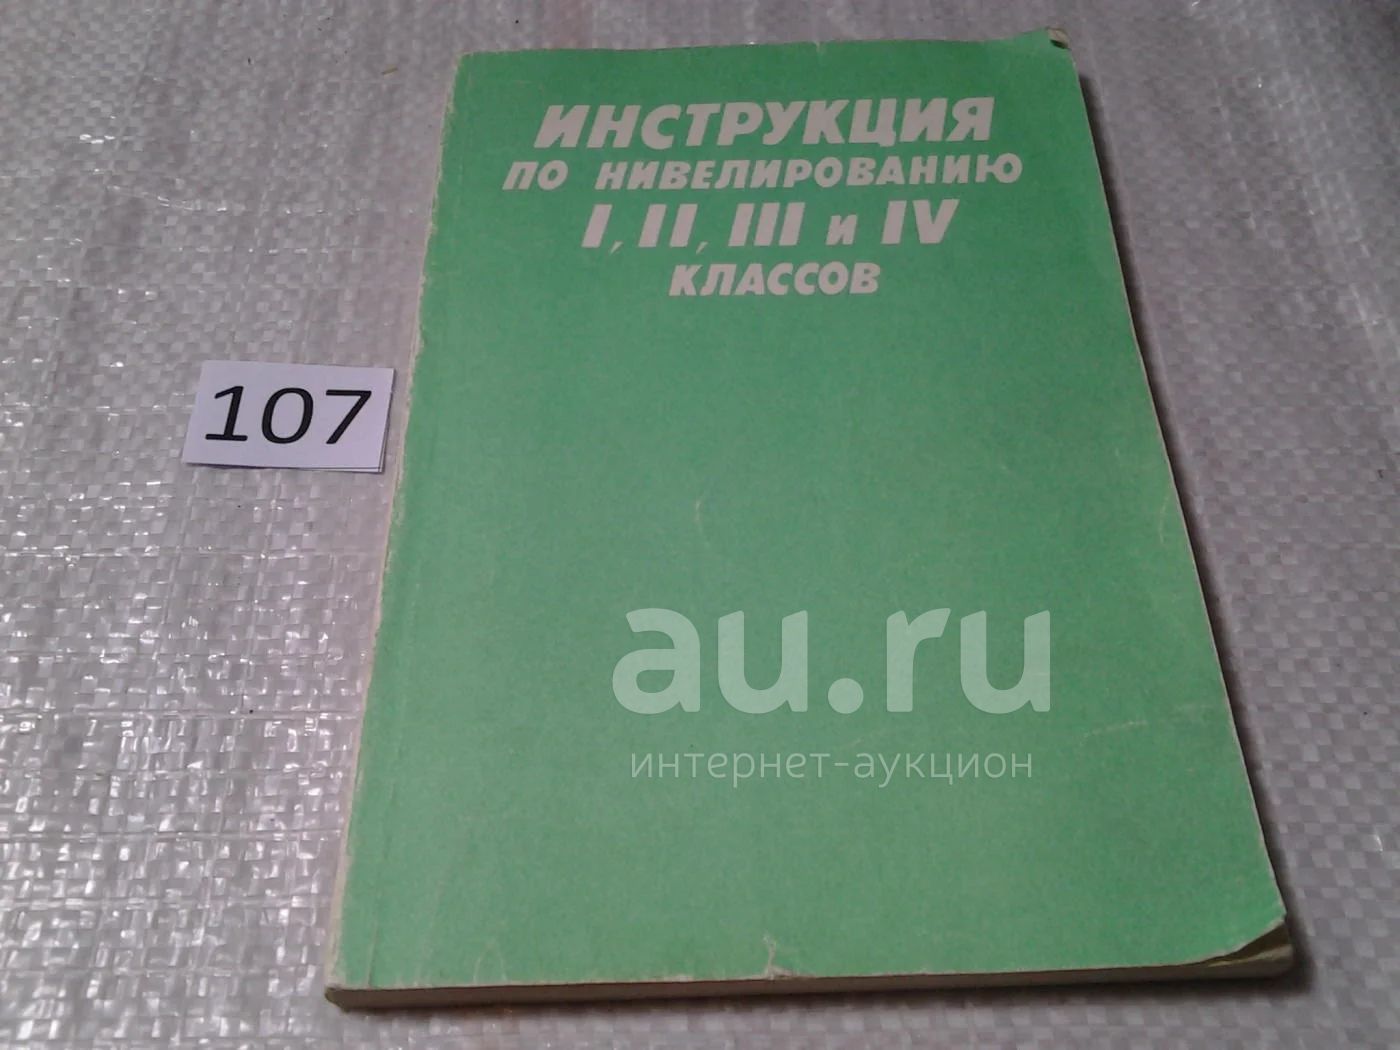 ИНСТРУКЦИЯ
ПО НИВЕЛИРОВАНИЮ
I, II, III и IV
КЛАССОВ
107
au.ru
интернет-аукцион